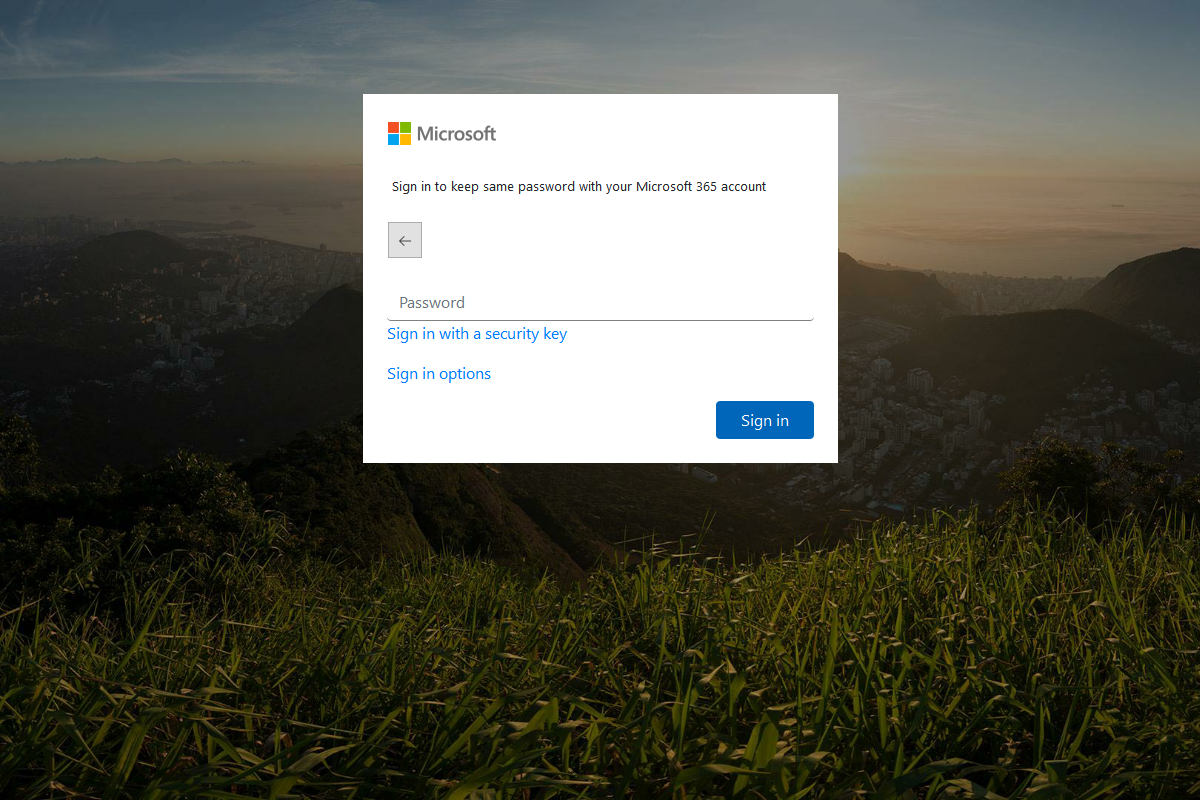 Microsoft
Sign in to keep same password with your Microsoft 365 account
Password
Sign in with a security key
Sign in options
Sign in